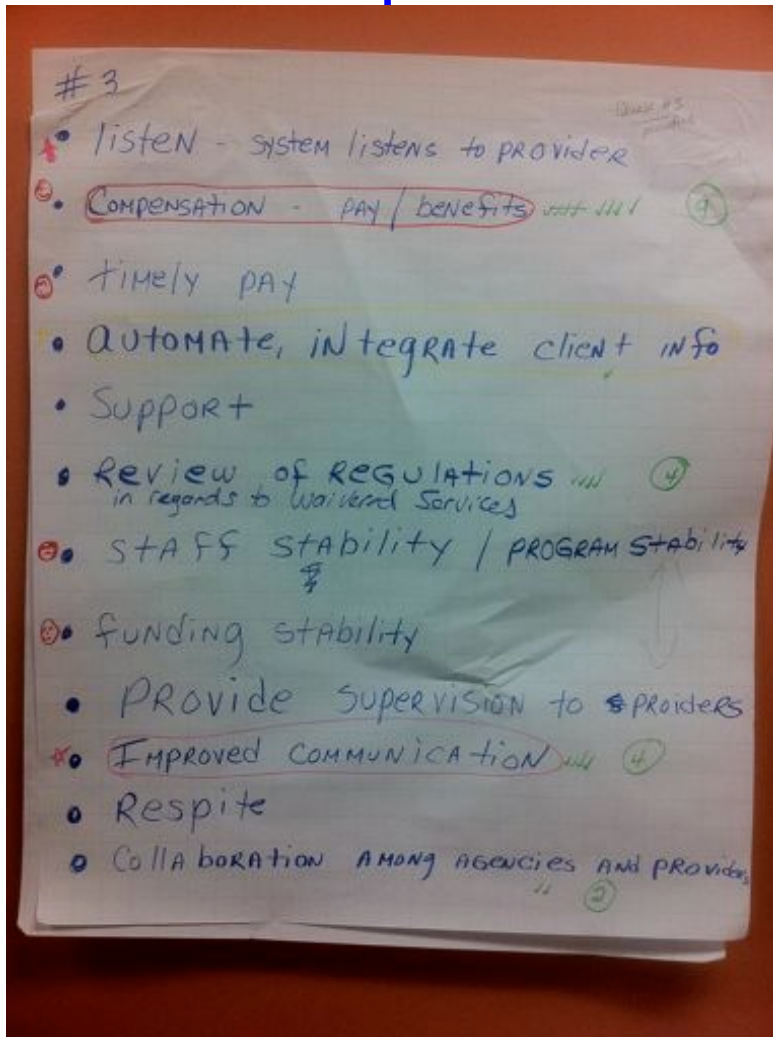 # 3
• listen - system listens to provider
• Compensation - pay / benefits 9
• timely pay
• automate, integrate client info
• Support
• Review of Regulations 4
in regards to Waivered Services
• Staff Stability / Program Stability
• funding stability
• Provide supervision to proiders
• Improved communication 4
• Respite
• Collaboration among agencies and providers
2